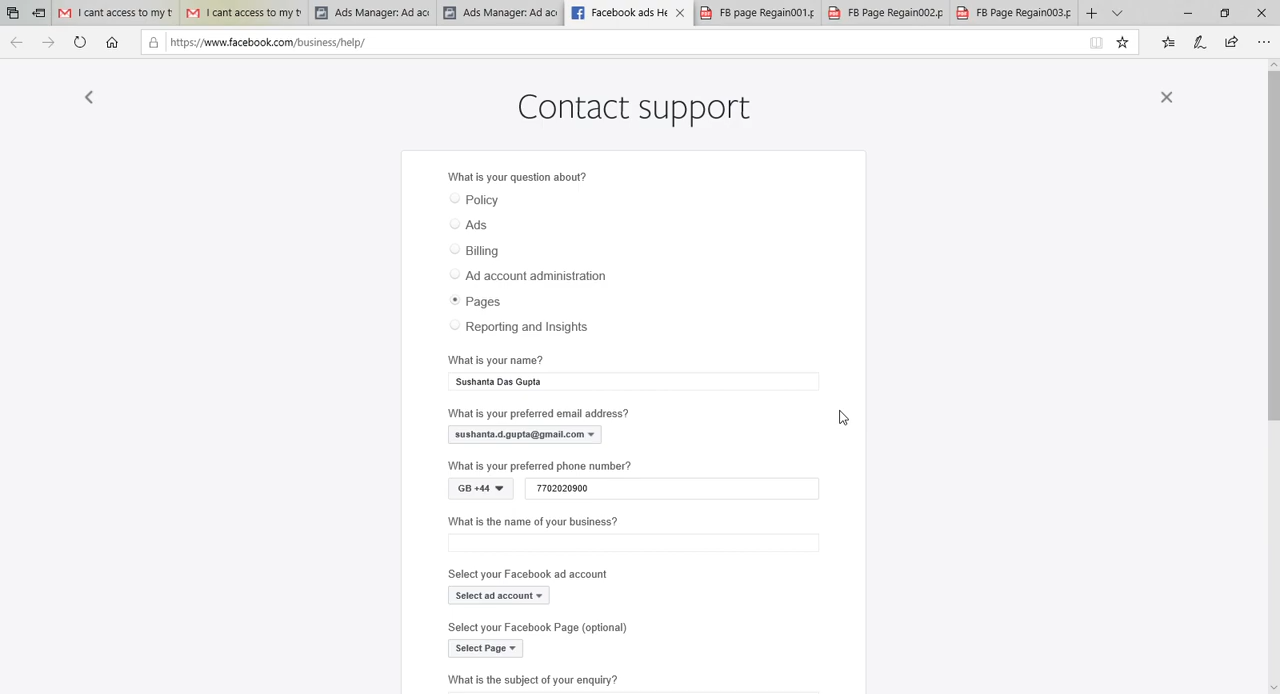 I cant access to my t
I cant access to my tv
Ads Manager: Ad acc
Ads Manager: Ad acc
Facebook ads He
FB page Regain001.p
FB Page Regain002.p
FB Page Regain003.p
https://www.facebook.com/business/help/
Contact support
What is your question about?
Policy
Ads
Billing
Ad account administration
Pages
Reporting and Insights
What is your name?
Sushanta Das Gupta
What is your preferred email address?
sushanta.d.gupta@gmail.com
What is your preferred phone number?
GB +44 7702020900
What is the name of your business?
Select your Facebook ad account
Select ad account
Select your Facebook Page (optional)
Select Page
What is the subject of your enquiry?